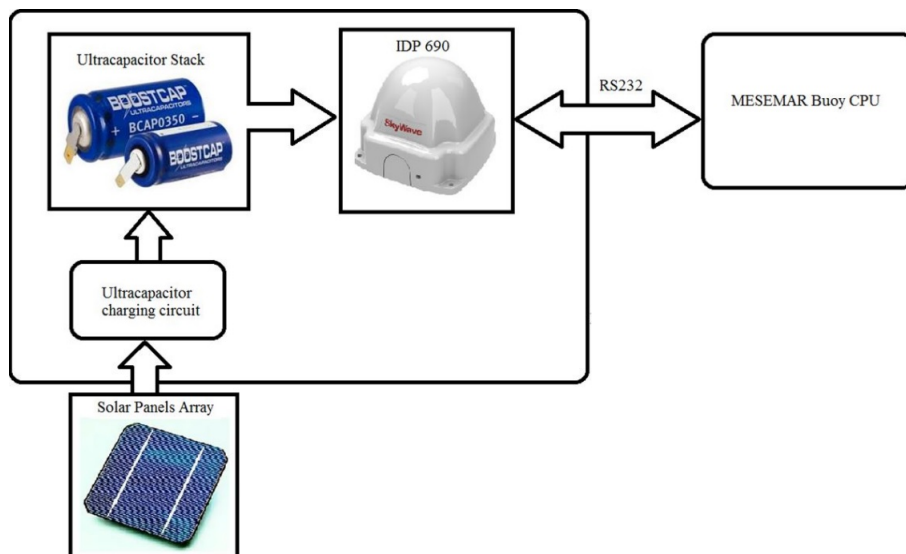 Ultracapacitor Stack
BOOSTCAP
ULTRACAPACITORS
+ BCAP0350 -
BOOSTCAP
ULTRACAPACITORS
IDP 690
SkyWave
RS232
MESEMAR Buoy CPU
Ultracapacitor
charging circuit
Solar Panels Array